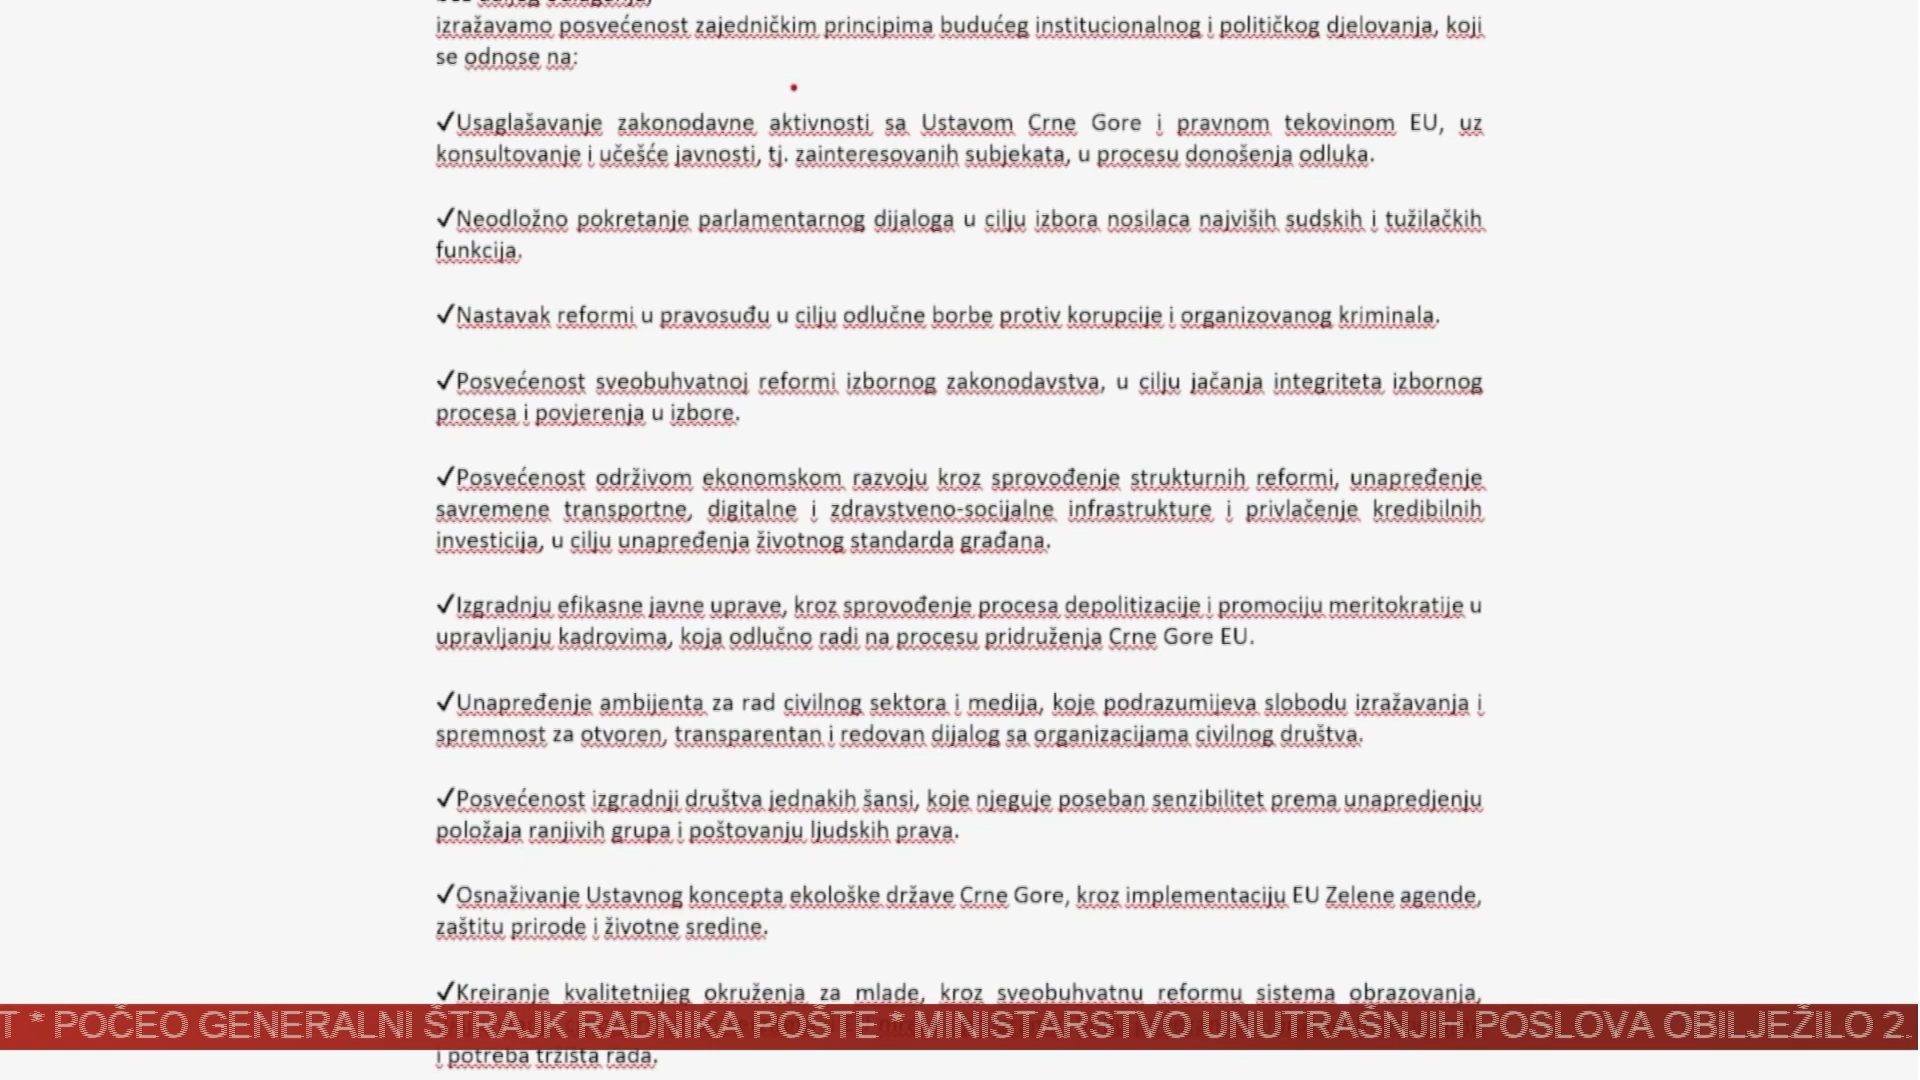 izražavamo posvećenost zajedničkim principima budućeg institucionalnog i političkog djelovanja, koji
se odnose na:
✓Usaglašavanje zakonodavne aktivnosti sa Ustavom Crne Gore i pravnom tekovinom EU, uz
konsultovanje i učešće javnosti, tj. zainteresovanih subjekata, u procesu donošenja odluka.
✓Neodložno pokretanje parlamentarnog dijaloga u cilju izbora nosilaca najviših sudskih i tužilačkih
funkcija.
✓Nastavak reformi u pravosuđu u cilju odlučne borbe protiv korupcije i organizovanog kriminala.
✓Posvećenost sveobuhvatnoj reformi izbornog zakonodavstva, u cilju jačanja integriteta izbornog
procesa i povjerenja u izbore.
✓Posvećenost održivom ekonomskom razvoju kroz sprovođenje strukturnih reformi, unapređenje
savremene transportne, digitalne i zdravstveno-socijalne infrastrukture i privlačenje kredibilnih
investicija, u cilju unapređenja životnog standarda građana.
✓Izgradnju efikasne javne uprave, kroz sprovođenje procesa depolitizacije i promociju meritokratije u
upravljanju kadrovima, koja odlučno radi na procesu pridruženja Crne Gore EU.
✓Unapređenje ambijenta za rad civilnog sektora i medija, koje podrazumijeva slobodu izražavanja i
spremnost za otvoren, transparentan i redovan dijalog sa organizacijama civilnog društva.
✓Posvećenost izgradnji društva jednakih šansi, koje njeguje poseban senzibilitet prema unapredjenju
položaja ranjivih grupa i poštovanju ljudskih prava.
✓Osnaživanje Ustavnog koncepta ekološke države Crne Gore, kroz implementaciju EU Zelene agende,
zaštitu prirode i životne sredine.
✓Kreiranje kvalitetnijeg okruženja za mlade, kroz sveobuhvatnu reformu sistema obrazovanja,
T * POČEO GENERALNI ŠTRAJK RADNIKA POŠTE * MINISTARSTVO UNUTRAŠNJIH POSLOVA OBILJEŽILO 2.
i potreba tržišta rada.